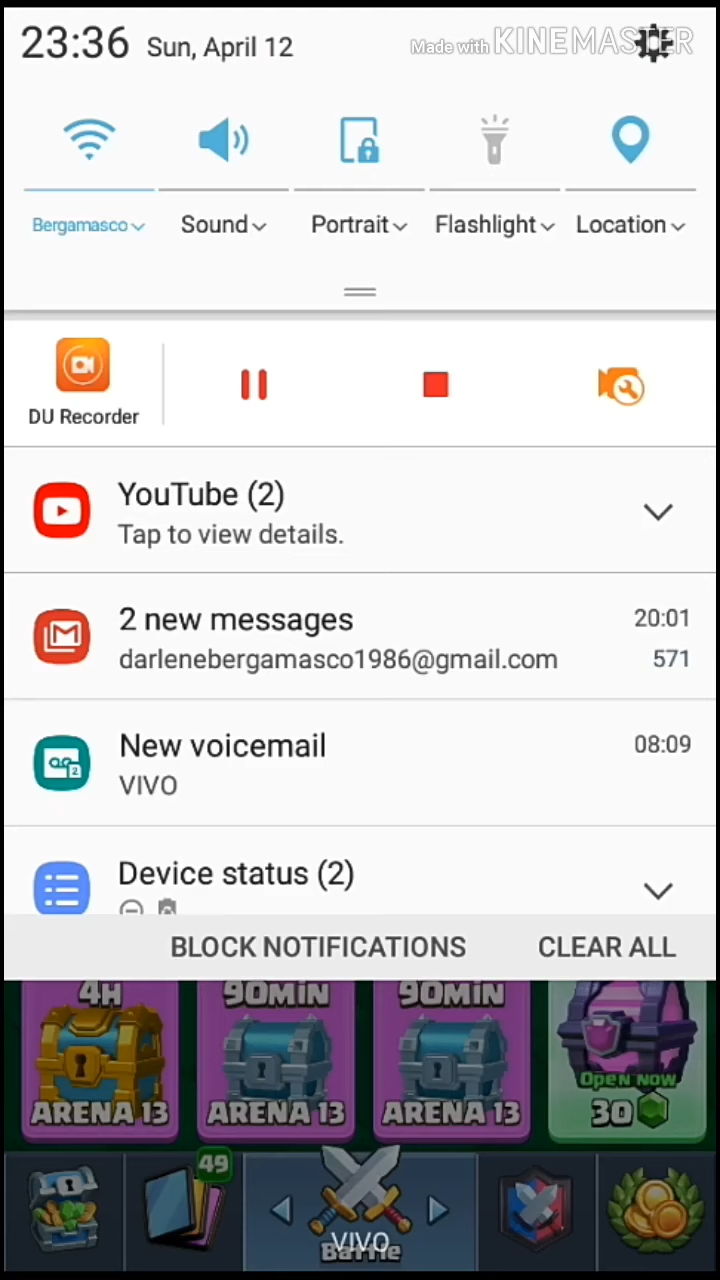 23:36 Sun, April 12 Made with KINEMASTER
Bergamasco Sound Portrait Flashlight Location
DU Recorder
YouTube (2)
Tap to view details.
2 new messages 20:01
darlenebergamasco1986@gmail.com 571
New voicemail 08:09
VIVO
2
Device status (2)
BLOCK NOTIFICATIONS CLEAR ALL
4H 90MIN 90MIN
OPEN NOW
ARENA 13 ARENA 13 ARENA 13 30
49
VIVO
Battle